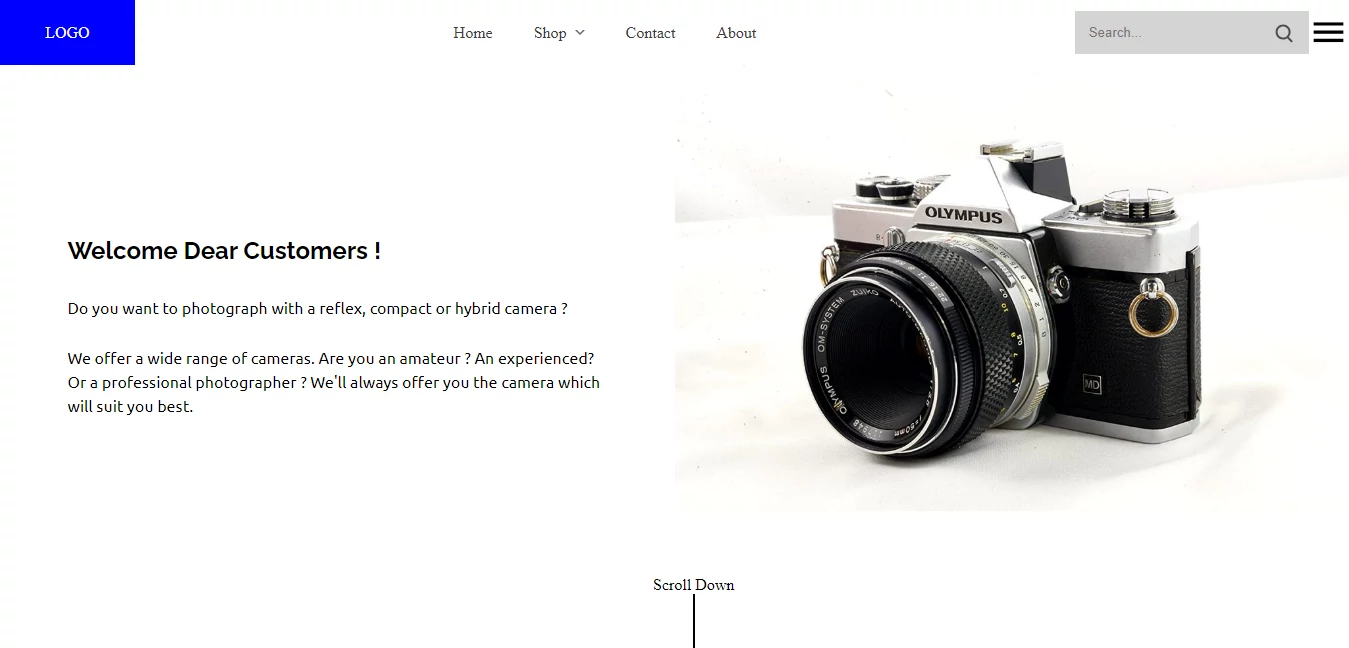 LOGO
Home
Shop
Contact
About
Search...
Welcome Dear Customers !
Do you want to photograph with a reflex, compact or hybrid camera ?
We offer a wide range of cameras. Are you an amateur ? An experienced?
Or a professional photographer ? We'll always offer you the camera which
will suit you best.
OLYMPUS
OLYMPUS OM-SYSTEM ZUIKO
f=50mm
MD
Scroll Down